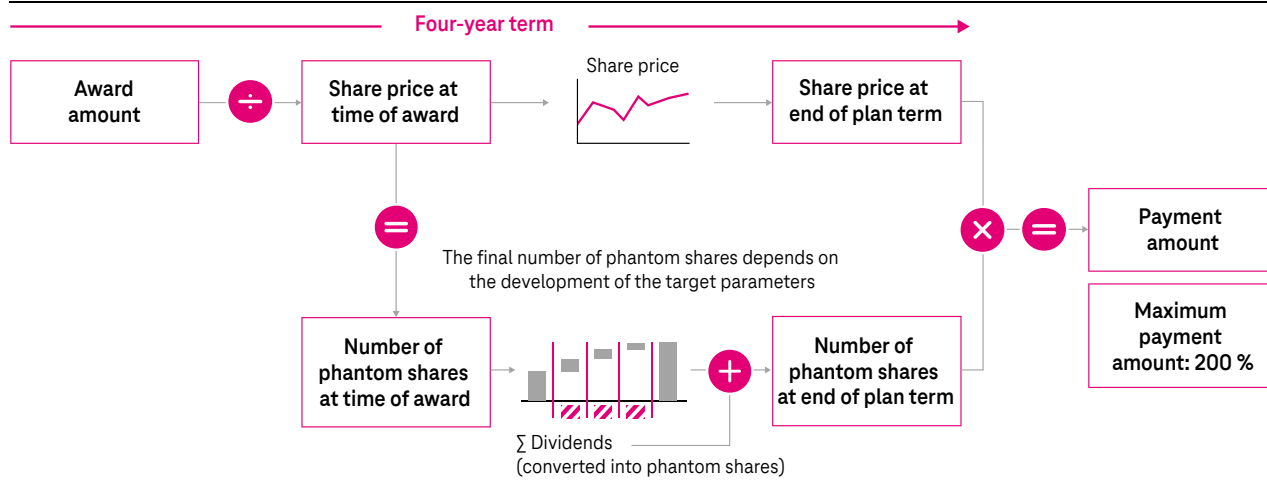 Four-year term
Award
amount
÷
Share price at
time of award
Share price
Share price at
end of plan term
=
×
=
Payment
amount
The final number of phantom shares depends on
the development of the target parameters
Maximum
payment
amount: 200 %
Number of
phantom shares
at time of award
+
Number of
phantom shares
at end of plan term
∑ Dividends
(converted into phantom shares)